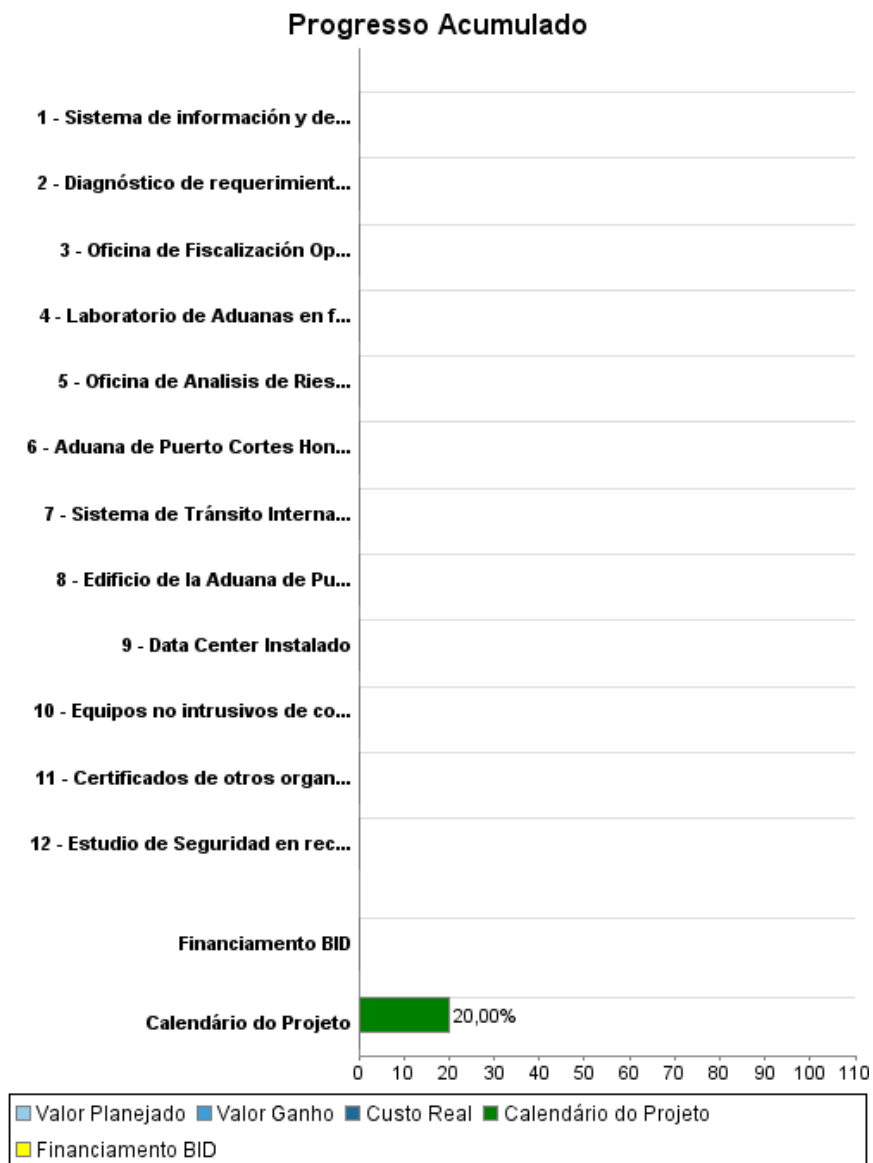 Progresso Acumulado
1 - Sistema de información y de...
2 - Diagnóstico de requerimient...
3 - Oficina de Fiscalización Op...
4 - Laboratorio de Aduanas en f...
5 - Oficina de Analisis de Ries...
6 - Aduana de Puerto Cortes Hon...
7 - Sistema de Tránsito Interna...
8 - Edificio de la Aduana de Pu...
9 - Data Center Instalado
10 - Equipos no intrusivos de co...
11 - Certificados de otros organ...
12 - Estudio de Seguridad en rec...
Financiamento BID
Calendário do Projeto 20,00%
0 10 20 30 40 50 60 70 80 90 100 110
Valor Planejado Valor Ganho Custo Real Calendário do Projeto
Financiamento BID